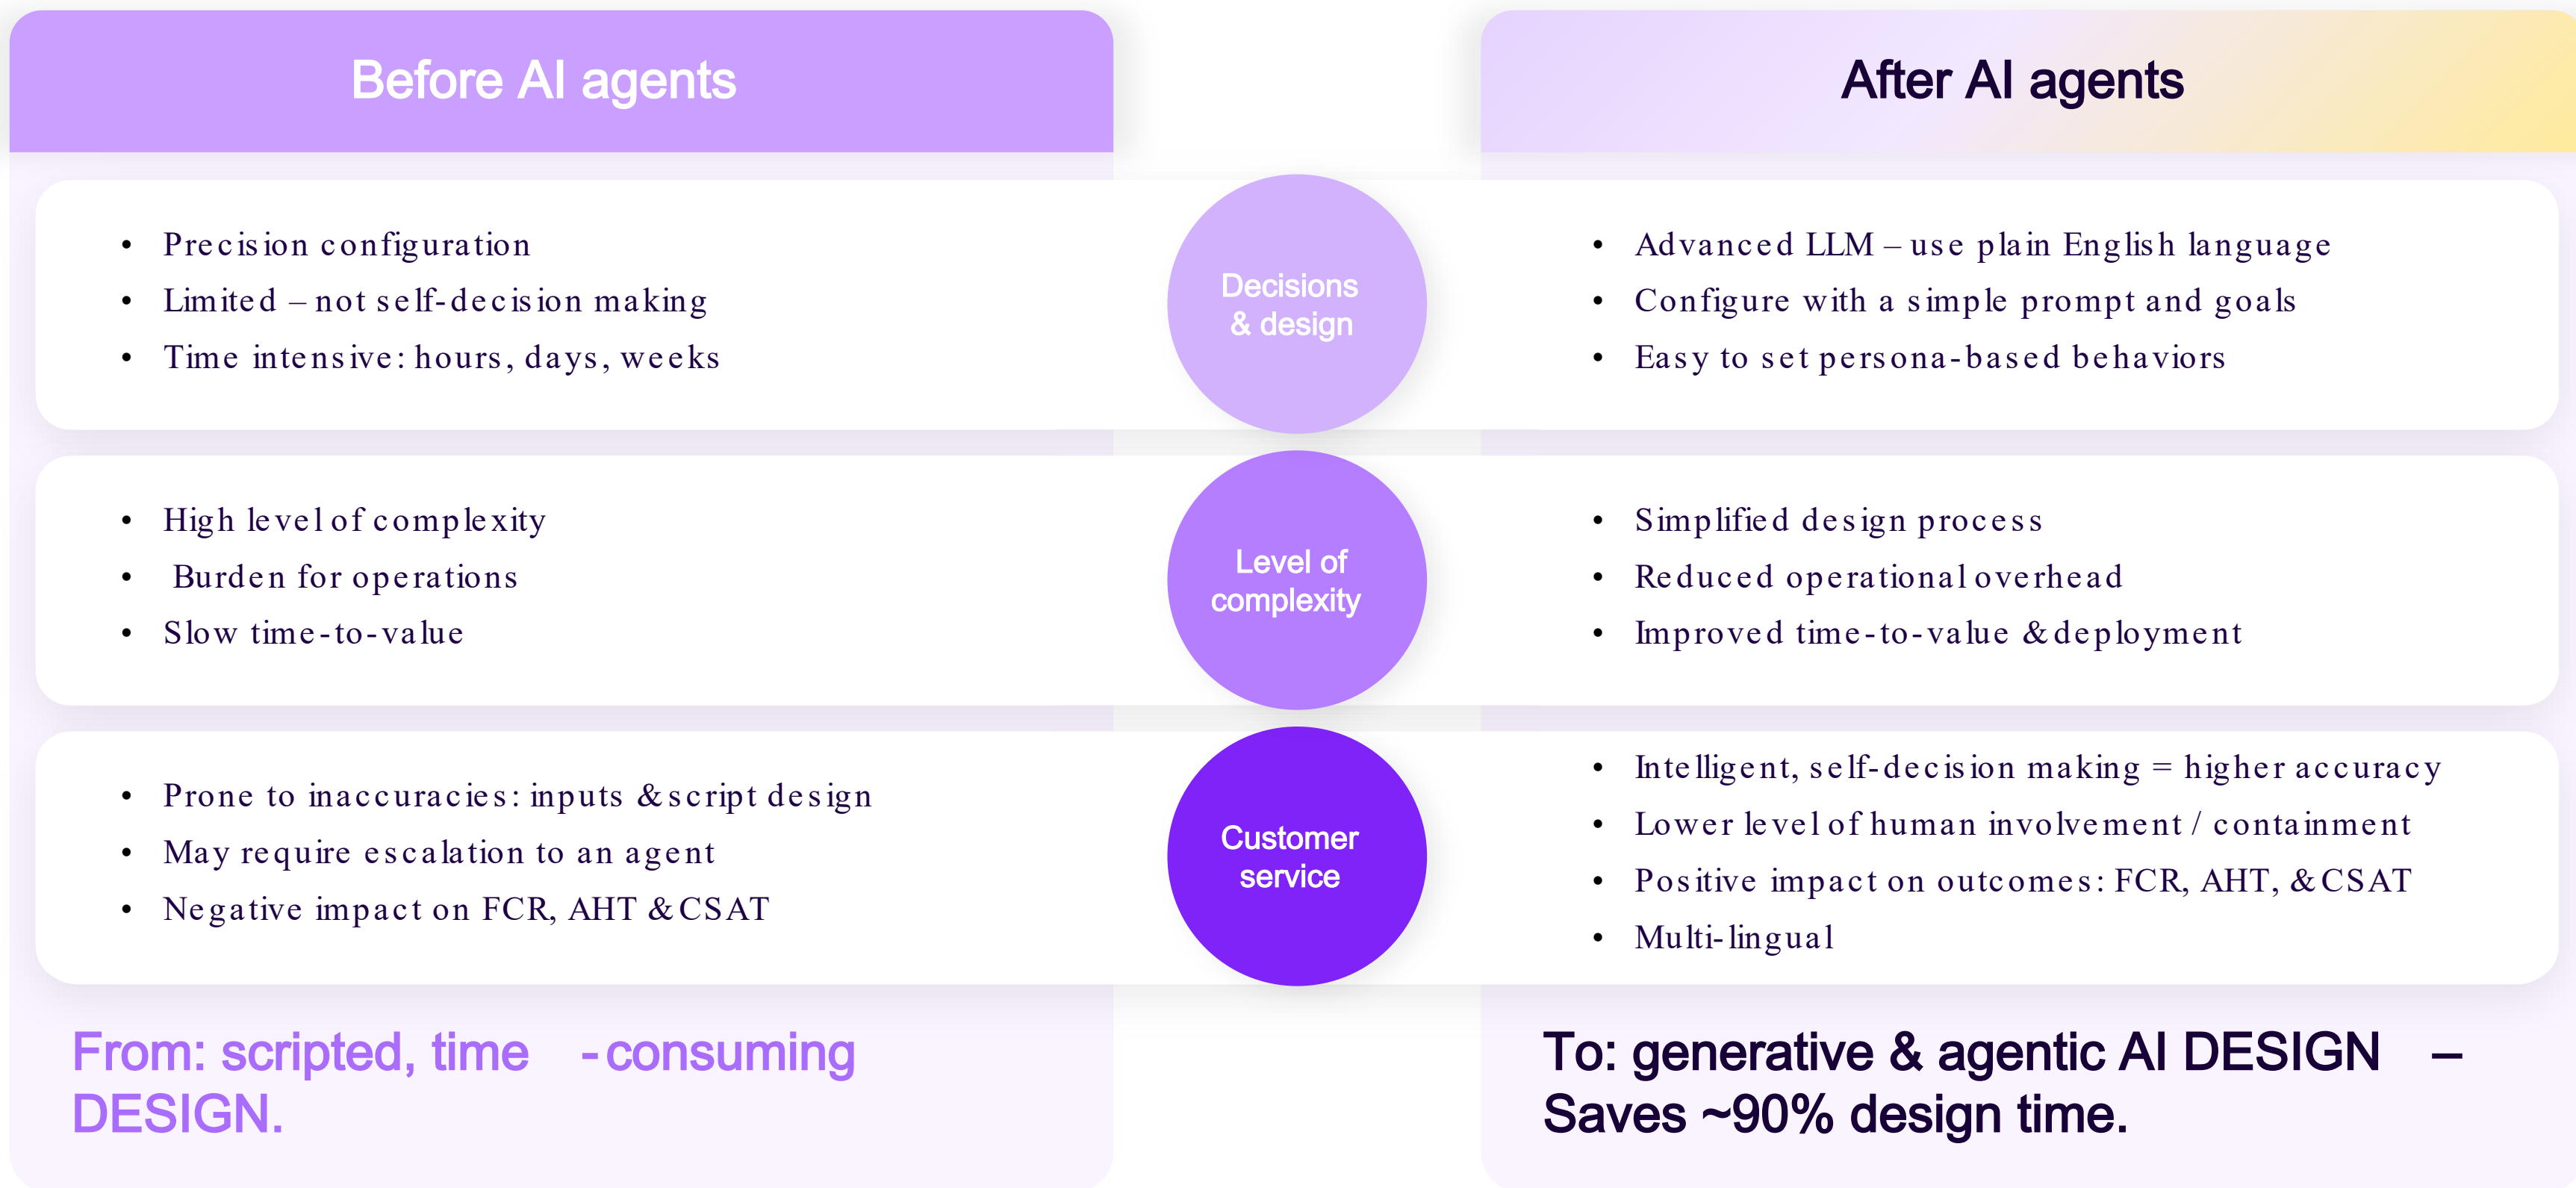 Before AI agents
After AI agents
• Precision configuration
• Limited – not self-decision making
• Time intensive: hours, days, weeks
Decisions
& design
• Advanced LLM – use plain English language
• Configure with a simple prompt and goals
• Easy to set persona-based behaviors
• High level of complexity
• Burden for operations
• Slow time-to-value
Level of
complexity
• Simplified design process
• Reduced operational overhead
• Improved time-to-value & deployment
• Prone to inaccuracies: inputs & script design
• May require escalation to an agent
• Negative impact on FCR, AHT & CSAT
Customer
service
• Intelligent, self-decision making = higher accuracy
• Lower level of human involvement / containment
• Positive impact on outcomes: FCR, AHT, & CSAT
• Multi-lingual
From: scripted, time -consuming
DESIGN.
To: generative & agentic AI DESIGN –
Saves ~90% design time.